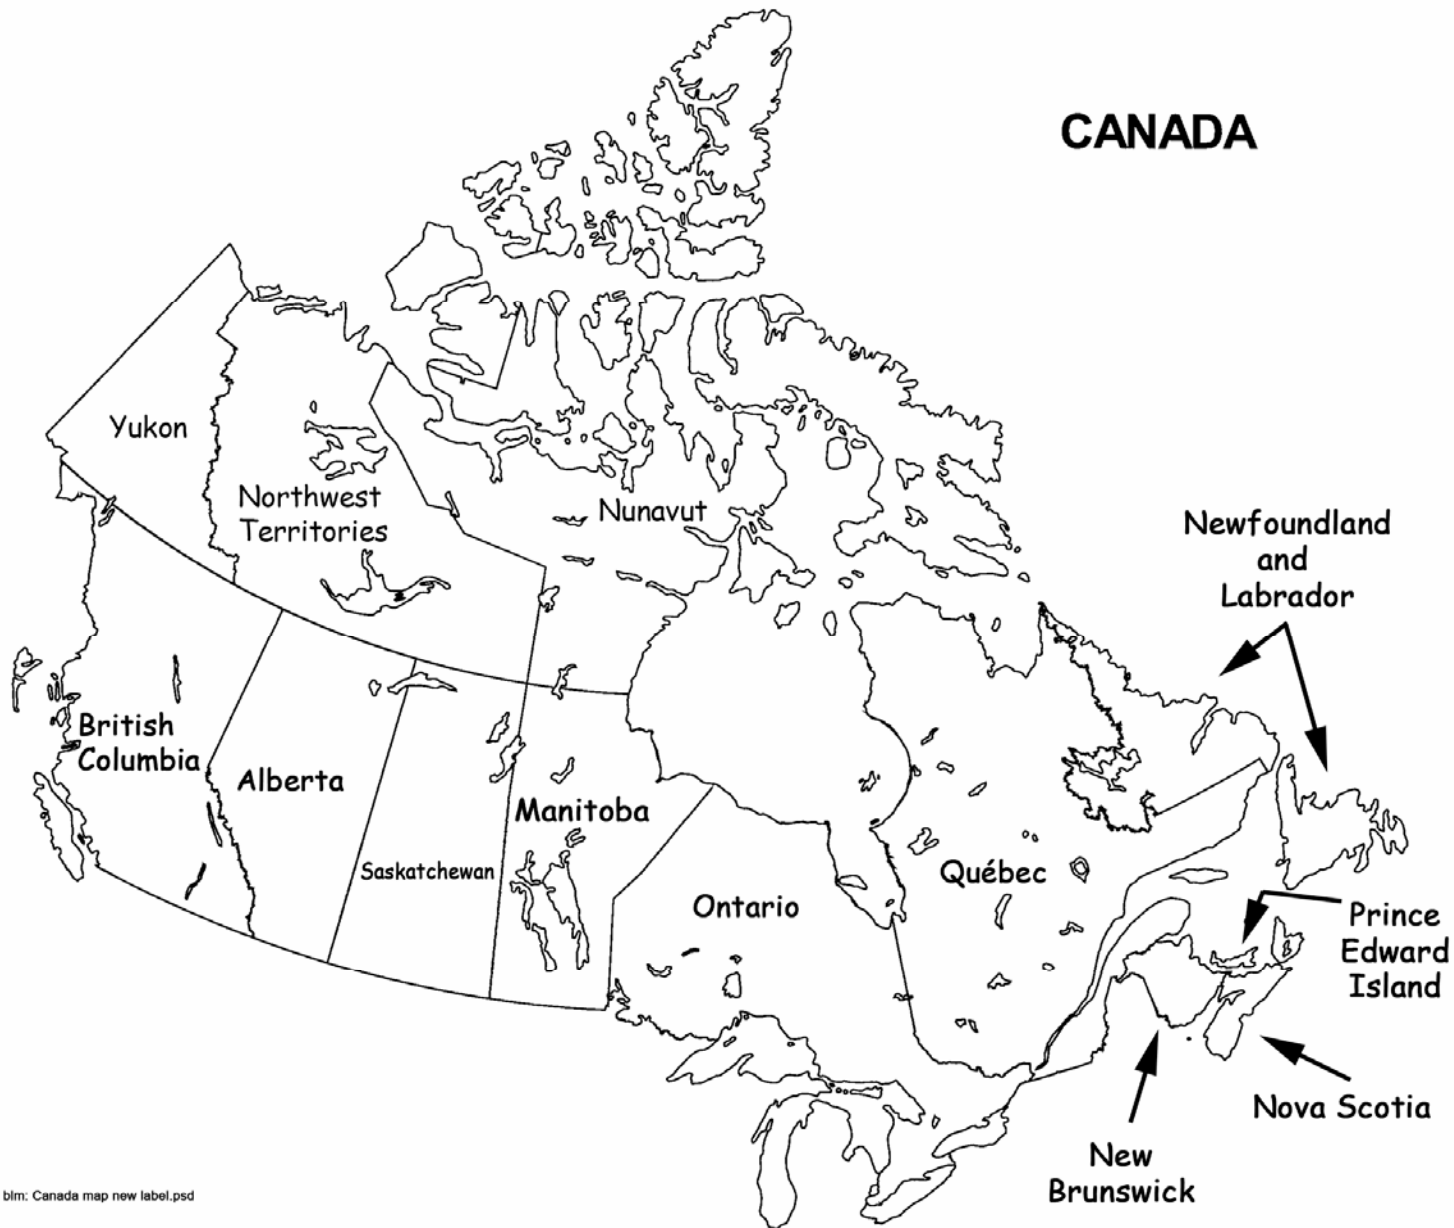 CANADA
Yukon
Northwest
Territories
Nunavut
Newfoundland
and
Labrador
British
Columbia
Alberta
Manitoba
Saskatchewan
Ontario
Québec
Prince
Edward
Island
Nova Scotia
New
Brunswick
blm: Canada map new label.psd